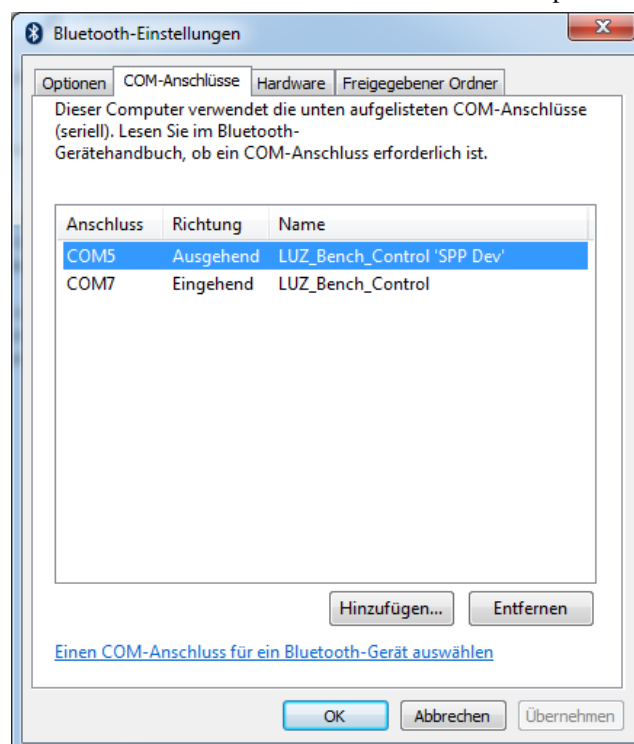 Bluetooth-Einstellungen
Optionen COM-Anschlüsse Hardware Freigegebener Ordner
Dieser Computer verwendet die unten aufgelisteten COM-Anschlüsse
(seriell). Lesen Sie im Bluetooth-
Gerätehandbuch, ob ein COM-Anschluss erforderlich ist.
Anschluss Richtung Name
COM5 Ausgehend LUZ_Bench_Control 'SPP Dev'
COM7 Eingehend LUZ_Bench_Control
Hinzufügen... Entfernen
Einen COM-Anschluss für ein Bluetooth-Gerät auswählen
OK Abbrechen Übernehmen